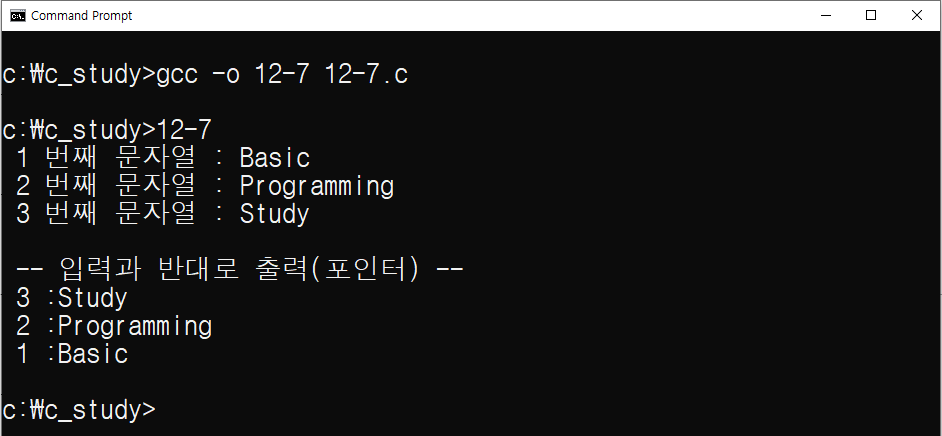 Command Prompt
c:₩c_study>gcc -o 12-7 12-7.c
c:₩c_study>12-7
1 번째 문자열 : Basic
2 번째 문자열 : Programming
3 번째 문자열 : Study
-- 입력과 반대로 출력(포인터) --
3 :Study
2 :Programming
1 :Basic
c:₩c_study>